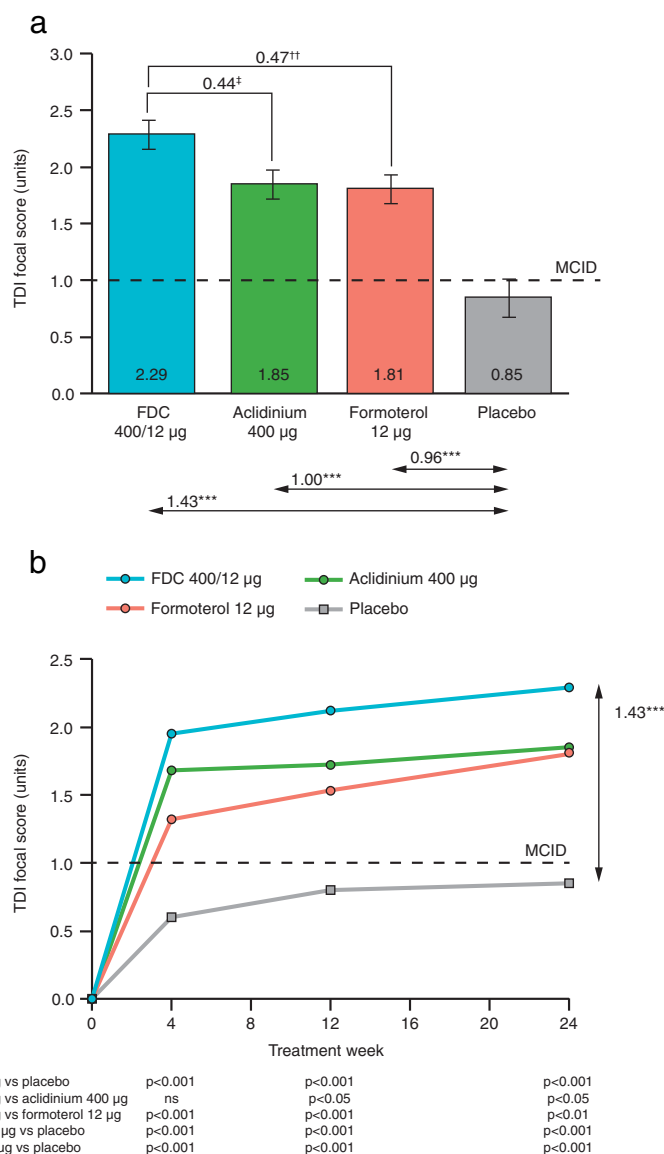 a
3.0
0.47††
0.44‡
2.5
2.0
1.5
TDI focal score (units)
MCID
1.0
0.5
2.29 1.85 1.81 0.85
0.0
FDC Aclidinium Formoterol Placebo
400/12 µg 400 µg 12 µg
0.96***
1.00***
1.43***
b
FDC 400/12 µg Aclidinium 400 µg
Formoterol 12 µg Placebo
2.5
1.43***
2.0
1.5
TDI focal score (units)
MCID
1.0
0.5
0.0
0 4 8 12 16 20 24
Treatment week
g vs placebo p<0.001 p<0.001 p<0.001
g vs aclidinium 400 µg ns p<0.05 p<0.05
g vs formoterol 12 µg p<0.001 p<0.001 p<0.01
µg vs placebo p<0.001 p<0.001 p<0.001
µg vs placebo p<0.001 p<0.001 p<0.001